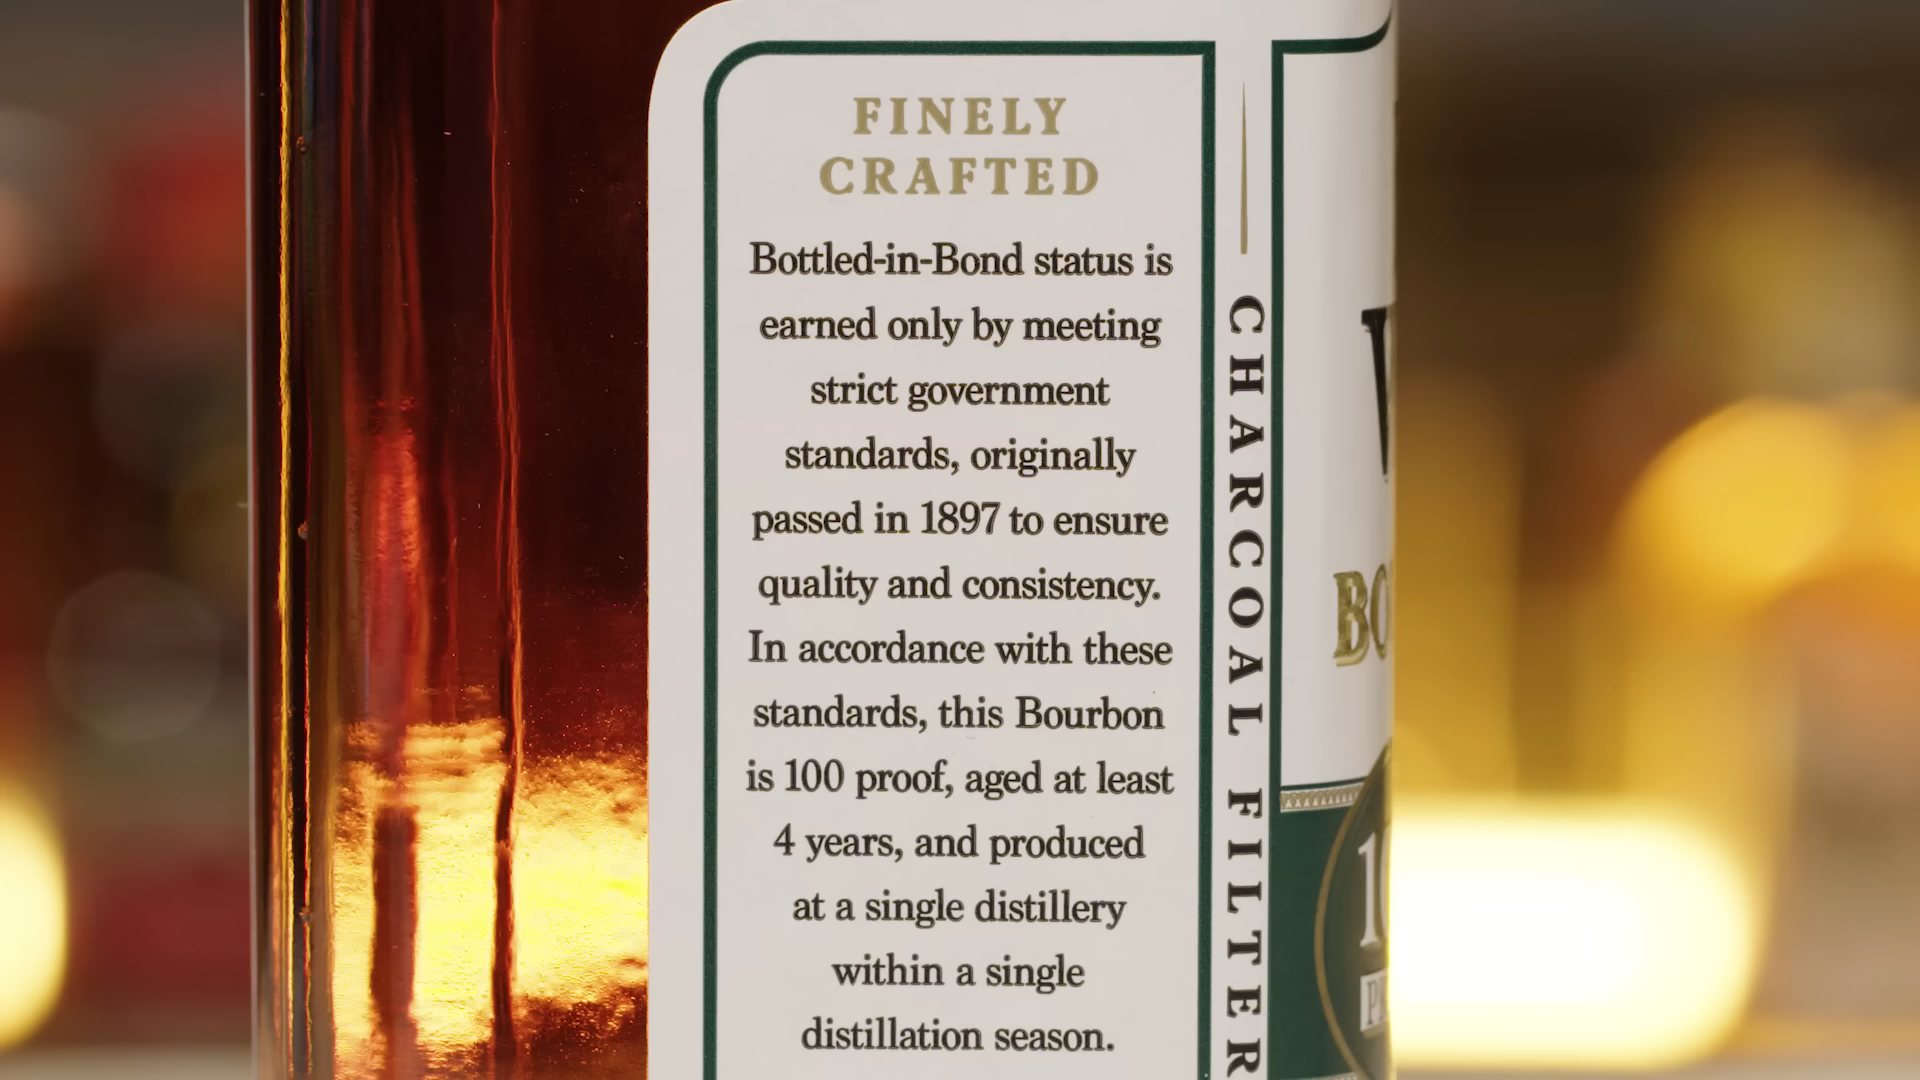 FINELY
CRAFTED
Bottled-in-Bond status is
earned only by meeting
strict government
standards, originally
passed in 1897 to ensure
quality and consistency.
In accordance with these
standards, this Bourbon
is 100 proof, aged at least
4 years, and produced
at a single distillery
within a single
distillation season.
CHARCOAL FILTER